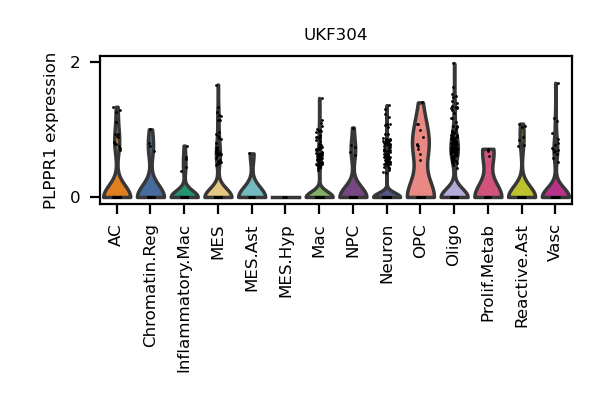 UKF304
PLPPR1 expression
2
0
AC
Chromatin.Reg
Inflammatory.Mac
MES
MES.Ast
MES.Hyp
Mac
NPC
Neuron
OPC
Oligo
Prolif.Metab
Reactive.Ast
Vasc